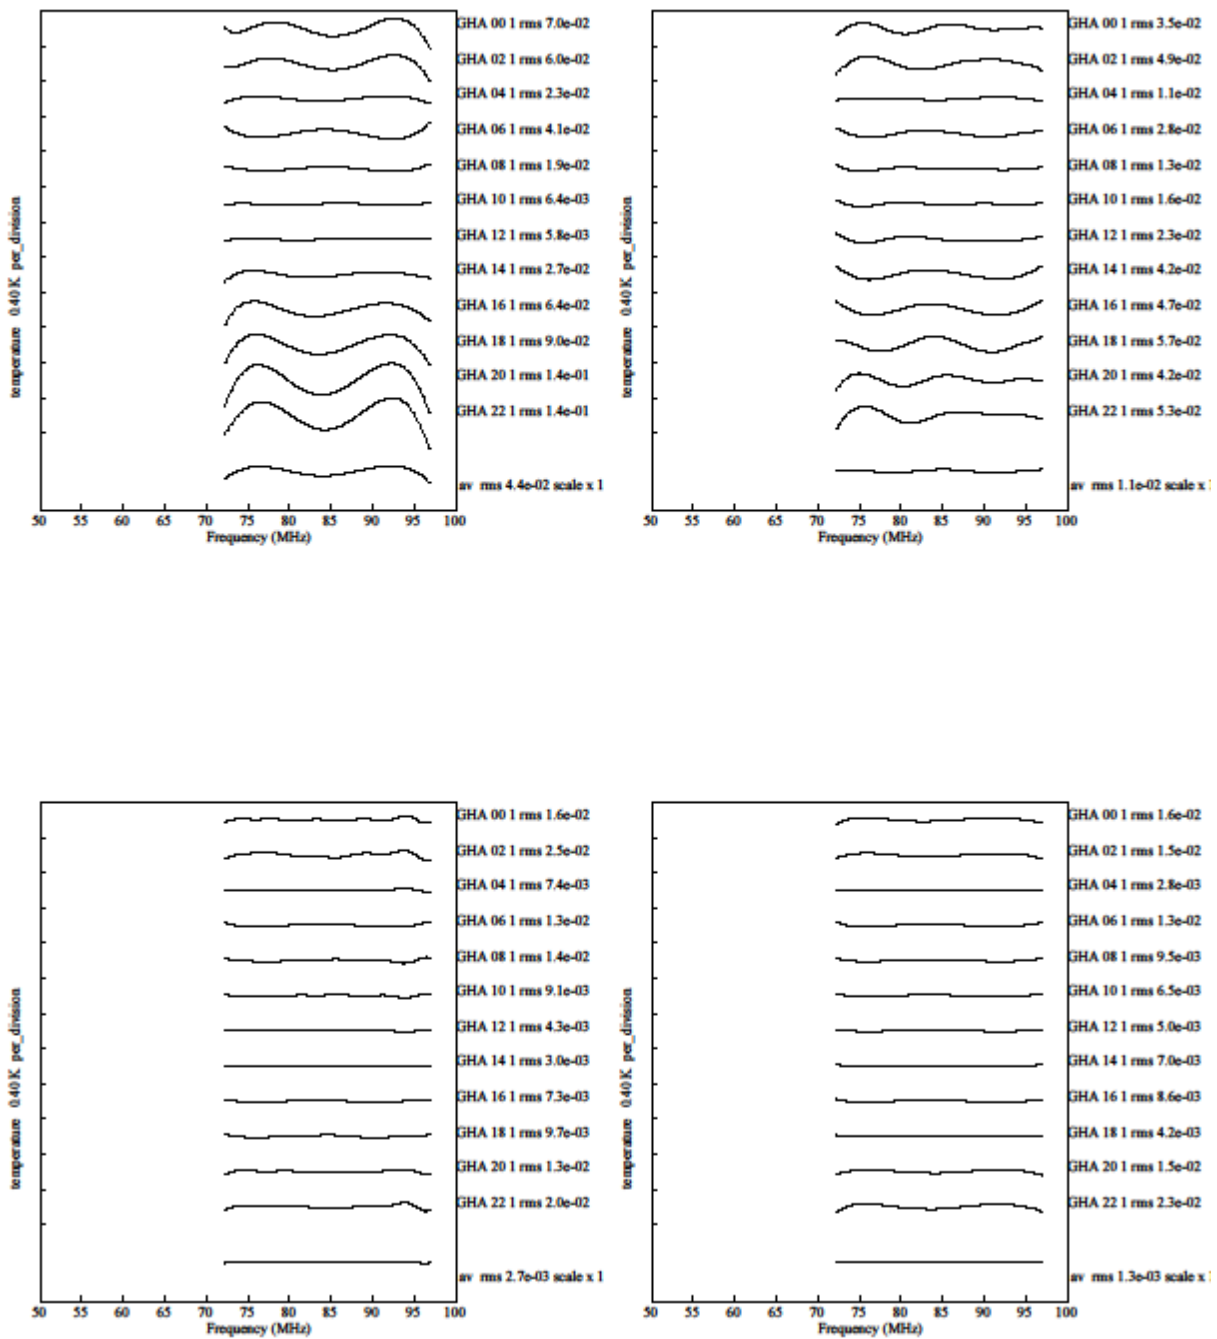 GHA 00 1 rms 7.0e-02
GHA 02 1 rms 6.0e-02
GHA 04 1 rms 2.3e-02
GHA 06 1 rms 4.1e-02
GHA 08 1 rms 1.9e-02
GHA 10 1 rms 6.4e-03
GHA 12 1 rms 5.8e-03
GHA 14 1 rms 2.7e-02
GHA 16 1 rms 6.4e-02
GHA 18 1 rms 9.0e-02
GHA 20 1 rms 1.4e-01
GHA 22 1 rms 1.4e-01
av rms 4.4e-02 scale x 1
temperature 0.40 K per_division
50 55 60 65 70 75 80 85 90 95 100
Frequency (MHz)
GHA 00 1 rms 3.5e-02
GHA 02 1 rms 4.9e-02
GHA 04 1 rms 1.1e-02
GHA 06 1 rms 2.8e-02
GHA 08 1 rms 1.3e-02
GHA 10 1 rms 1.6e-02
GHA 12 1 rms 2.3e-02
GHA 14 1 rms 4.2e-02
GHA 16 1 rms 4.7e-02
GHA 18 1 rms 5.7e-02
GHA 20 1 rms 4.2e-02
GHA 22 1 rms 5.3e-02
av rms 1.1e-02 scale x 1
temperature 0.40 K per_division
50 55 60 65 70 75 80 85 90 95 100
Frequency (MHz)
GHA 00 1 rms 1.6e-02
GHA 02 1 rms 2.5e-02
GHA 04 1 rms 7.4e-03
GHA 06 1 rms 1.3e-02
GHA 08 1 rms 1.4e-02
GHA 10 1 rms 9.1e-03
GHA 12 1 rms 4.3e-03
GHA 14 1 rms 3.0e-03
GHA 16 1 rms 7.3e-03
GHA 18 1 rms 9.7e-03
GHA 20 1 rms 1.3e-02
GHA 22 1 rms 2.0e-02
av rms 2.7e-03 scale x 1
temperature 0.40 K per_division
50 55 60 65 70 75 80 85 90 95 100
Frequency (MHz)
GHA 00 1 rms 1.6e-02
GHA 02 1 rms 1.5e-02
GHA 04 1 rms 2.8e-03
GHA 06 1 rms 1.3e-02
GHA 08 1 rms 9.5e-03
GHA 10 1 rms 6.5e-03
GHA 12 1 rms 5.0e-03
GHA 14 1 rms 7.0e-03
GHA 16 1 rms 8.6e-03
GHA 18 1 rms 4.2e-03
GHA 20 1 rms 1.5e-02
GHA 22 1 rms 2.3e-02
av rms 1.3e-03 scale x 1
temperature 0.40 K per_division
50 55 60 65 70 75 80 85 90 95 100
Frequency (MHz)